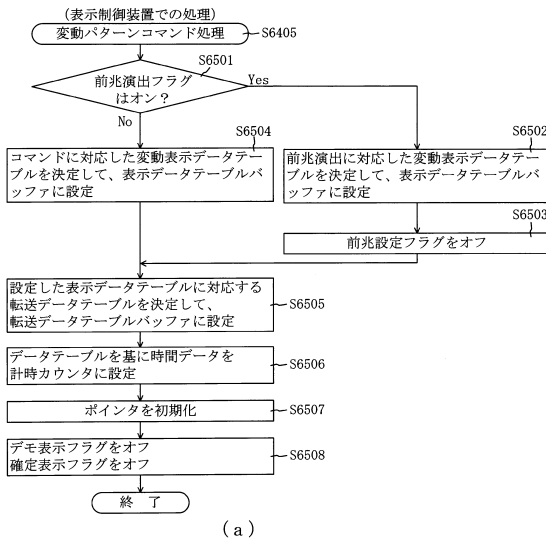 (表示制御装置での処理)
変動パターンコマンド処理
S6405
S6501
前兆演出フラグ
はオン?
Yes
No
S6504
コマンドに対応した変動表示データテー
ブルを決定して、表示データテーブルバ
ッファに設定
S6502
前兆演出に対応した変動表示データテー
ブルを決定して、表示データテーブルバ
ッファに設定
S6503
前兆設定フラグをオフ
設定した表示データテーブルに対応する
転送データテーブルを決定して、
転送データテーブルバッファに設定
S6505
データテーブルを基に時間データを
計時カウンタに設定
S6506
ポインタを初期化
S6507
デモ表示フラグをオフ
確定表示フラグをオフ
S6508
終 了
(a)